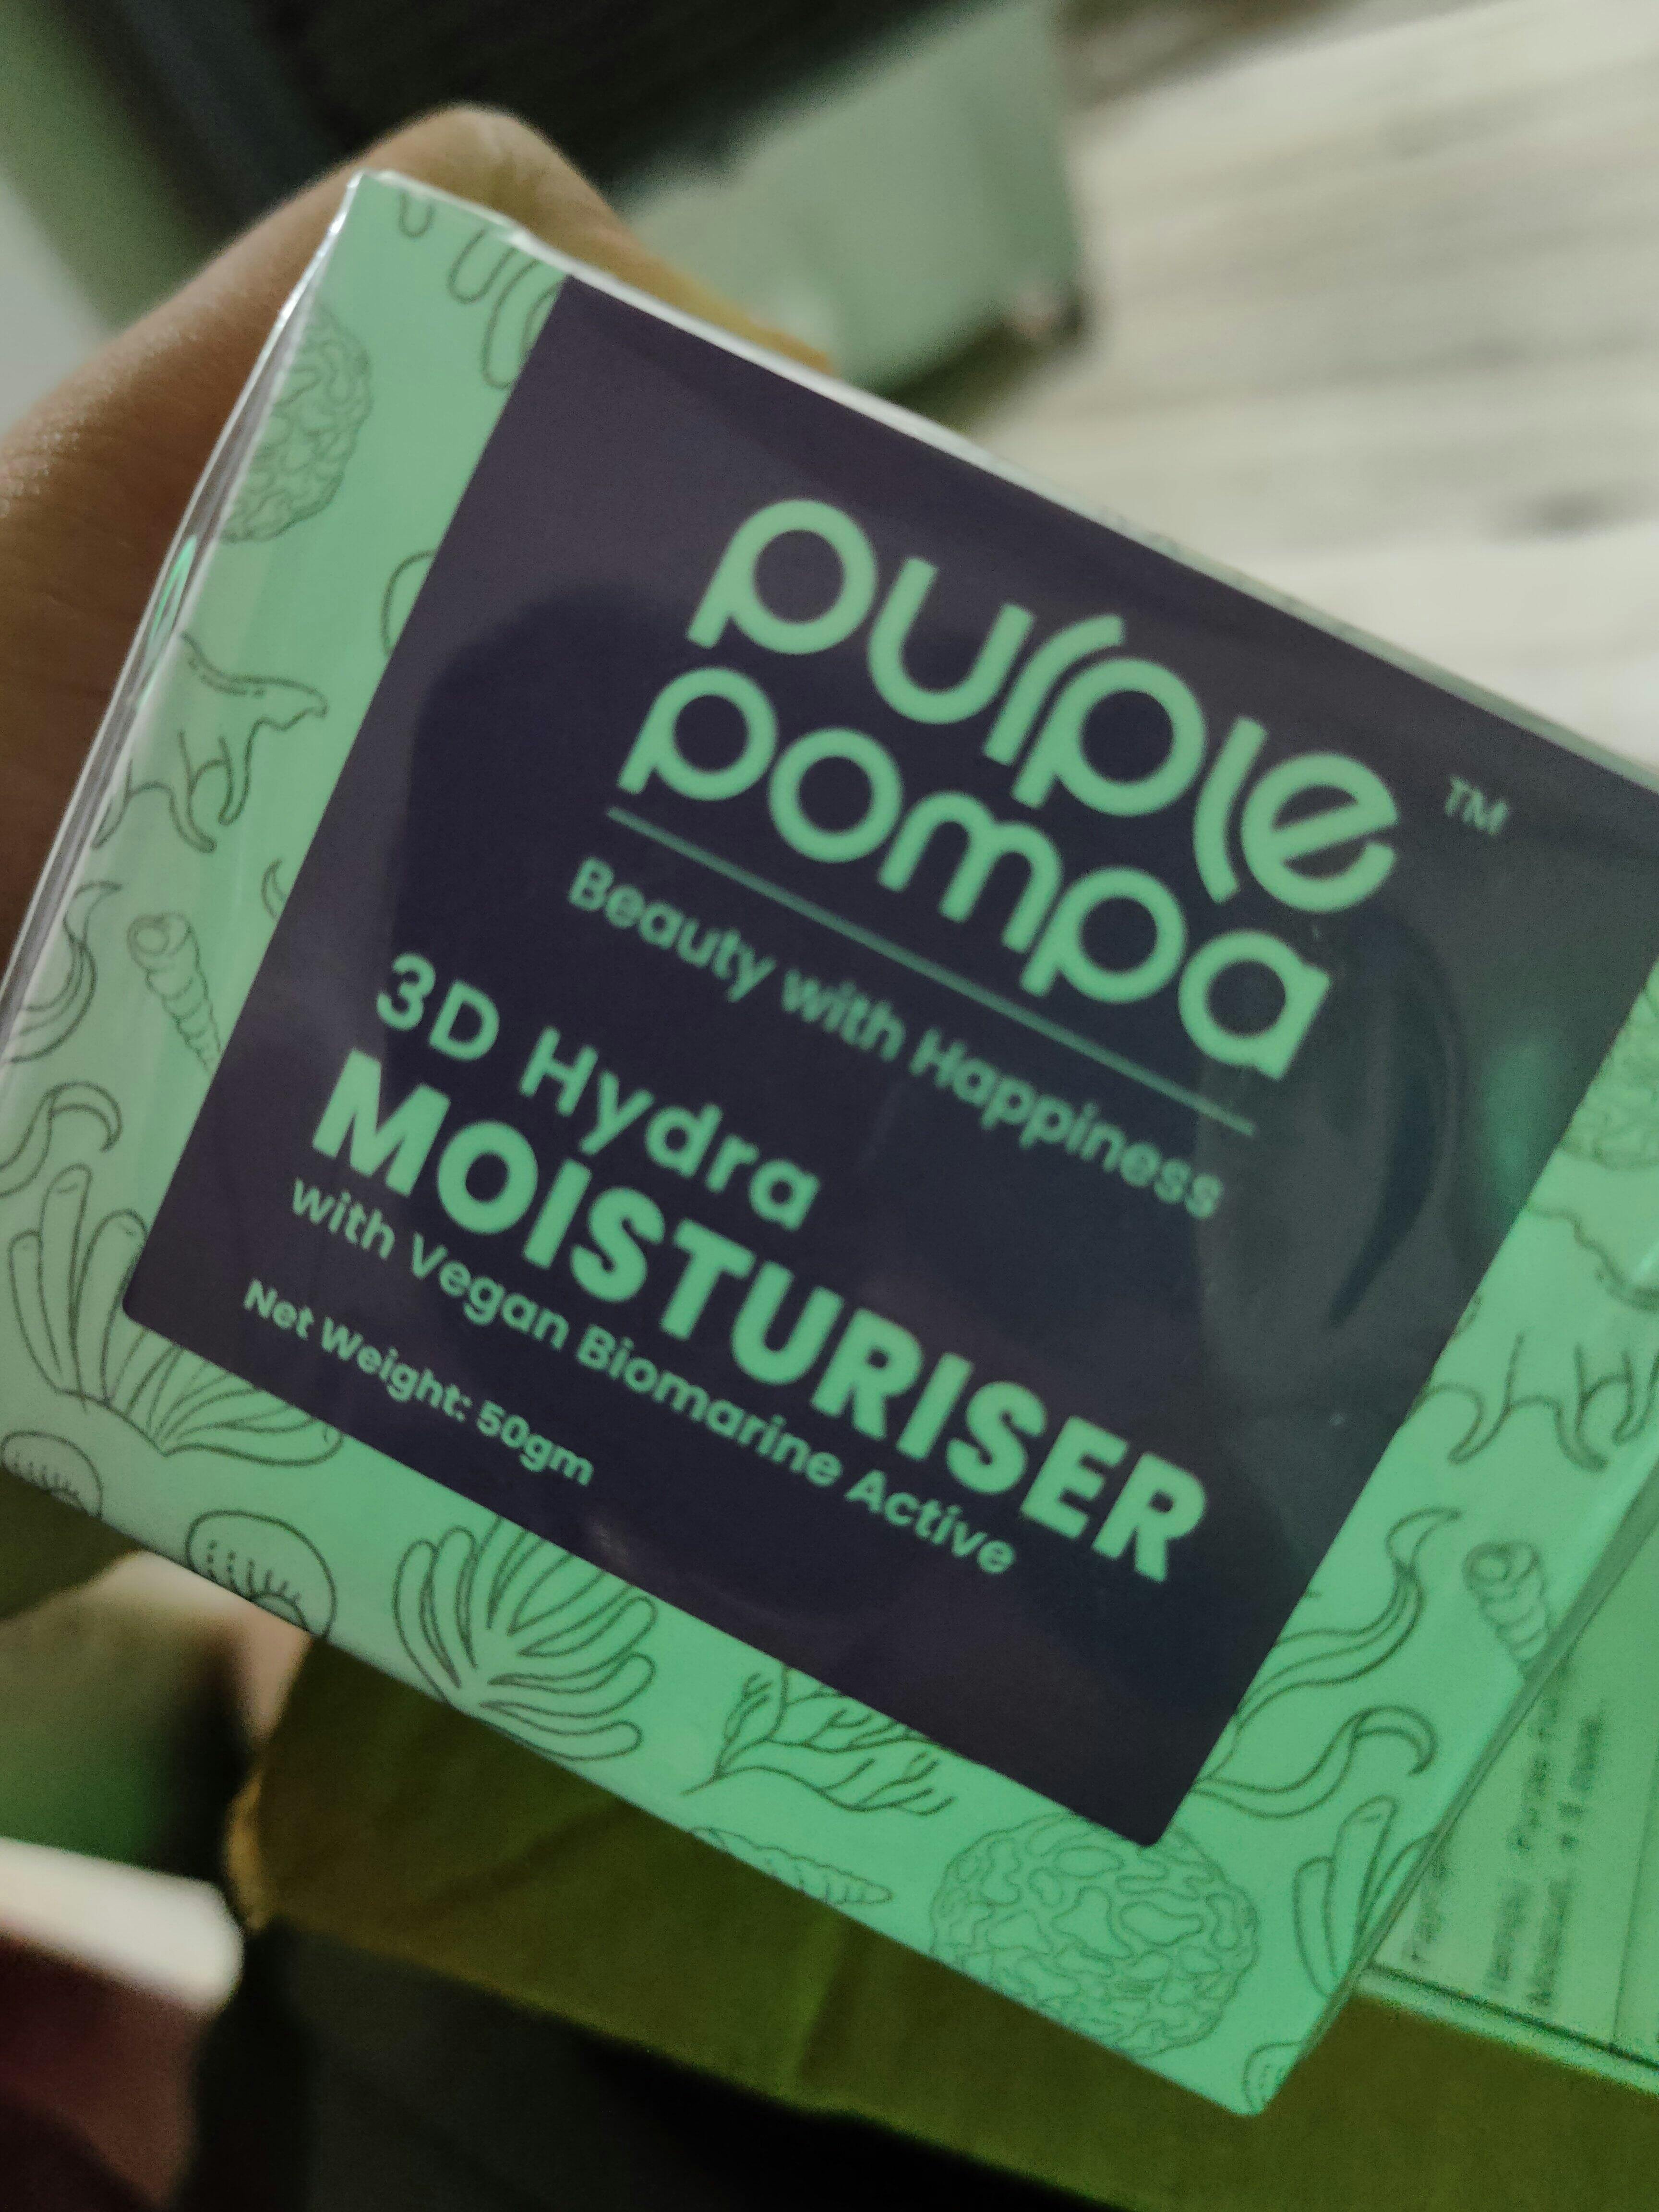 purple
pompa
TM
Beauty with Happiness
3D Hydra
MOISTURISER
with Vegan Biomarine Active
Net Weight: 50gm